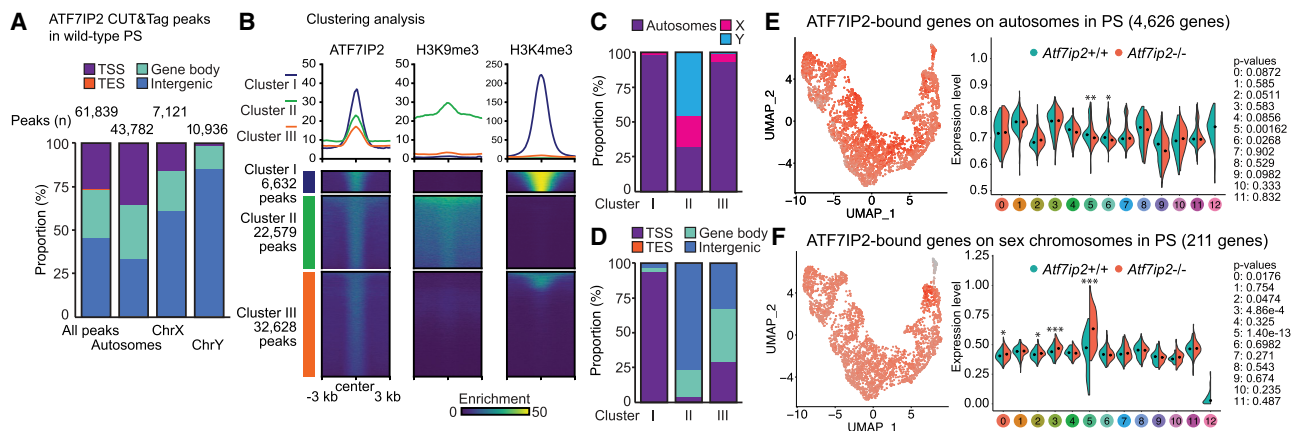 A
ATF7IP2 CUT&Tag peaks
in wild-type PS
TSS
Gene body
TES
Intergenic
Peaks (n)
61,839
43,782
7,121
10,936
Proportion (%)
100
75
50
25
0
All peaks
Autosomes
ChrX
ChrY
B
Clustering analysis
ATF7IP2
H3K9me3
H3K4me3
Cluster I
Cluster II
Cluster III
50
40
30
20
10
0
50
40
30
20
10
0
250
200
150
100
50
0
Cluster I
6,632
peaks
Cluster II
22,579
peaks
Cluster III
32,628
peaks
center
-3 kb
3 kb
Enrichment
0
50
C
Autosomes
X
Y
Proportion (%)
100
75
50
25
0
Cluster I II III
D
TSS
Gene body
TES
Intergenic
Proportion (%)
100
75
50
25
0
Cluster I II III
E
ATF7IP2-bound genes on autosomes in PS (4,626 genes)
UMAP_2
4
0
−4
−10
−5
0
5
UMAP_1
Expression level
1.0
0.9
0.8
0.7
0.6
0.5
Atf7ip2+/+
Atf7ip2-/-
**
*
0 1 2 3 4 5 6 7 8 9 10 11 12
p-values
0: 0.0872
1: 0.585
2: 0.0511
3: 0.583
4: 0.0856
5: 0.00162
6: 0.0268
7: 0.902
8: 0.529
9: 0.0982
10: 0.333
11: 0.832
F
ATF7IP2-bound genes on sex chromosomes in PS (211 genes)
UMAP_2
4
0
−4
−10
−5
0
5
UMAP_1
Expression level
1.25
1.00
0.75
0.50
0.25
0.00
Atf7ip2+/+
Atf7ip2-/-
*
*
***
***
0 1 2 3 4 5 6 7 8 9 10 11 12
p-values
0: 0.0176
1: 0.754
2: 0.0474
3: 4.86e-4
4: 0.325
5: 1.40e-13
6: 0.6982
7: 0.271
8: 0.543
9: 0.674
10: 0.235
11: 0.487